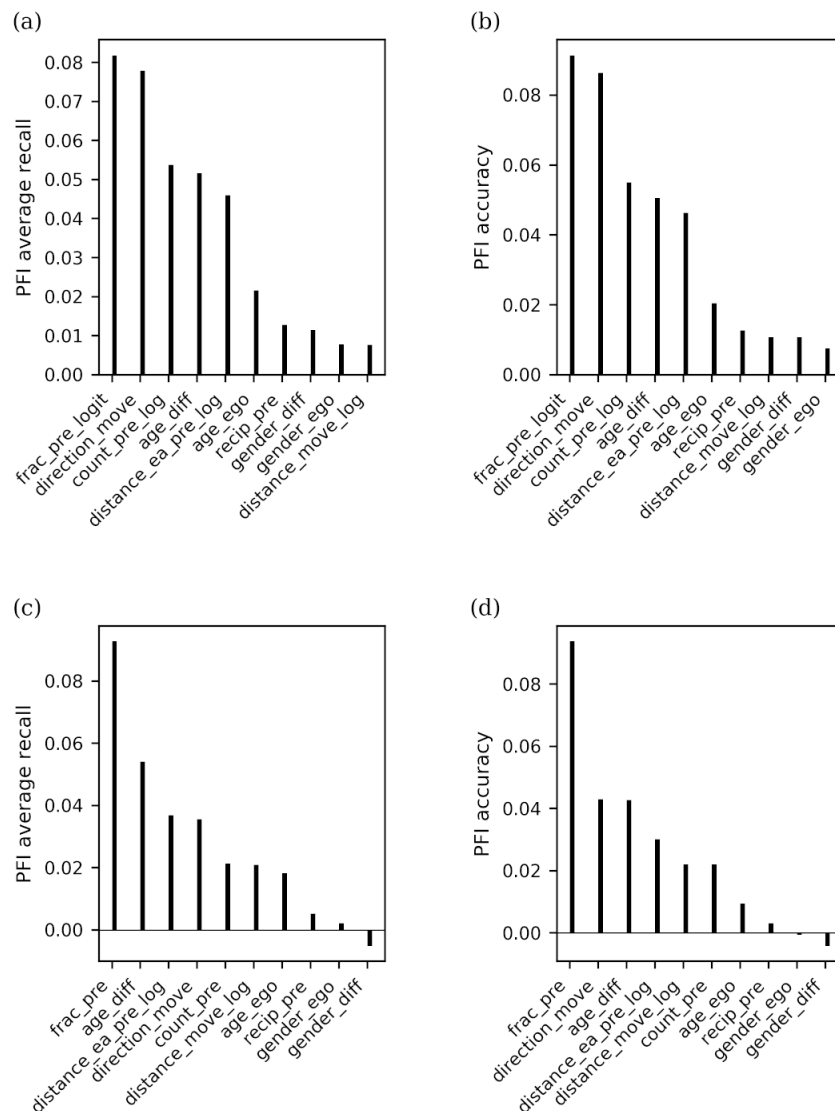 (a)
PFI average recall
0.08
0.07
0.06
0.05
0.04
0.03
0.02
0.01
0.00
frac_pre_logit
direction_move
count_pre_log
age_diff
distance_ea_pre_log
age_ego
recip_pre
gender_diff
gender_ego
distance_move_log
(b)
PFI accuracy
0.08
0.06
0.04
0.02
0.00
frac_pre_logit
direction_move
count_pre_log
age_diff
distance_ea_pre_log
age_ego
recip_pre
distance_move_log
gender_diff
gender_ego
(c)
PFI average recall
0.08
0.06
0.04
0.02
0.00
frac_pre
age_diff
distance_ea_pre_log
direction_move
count_pre
distance_move_log
age_ego
recip_pre
gender_ego
gender_diff
(d)
PFI accuracy
0.08
0.06
0.04
0.02
0.00
frac_pre
direction_move
age_diff
distance_ea_pre_log
distance_move_log
count_pre
age_ego
recip_pre
gender_ego
gender_diff